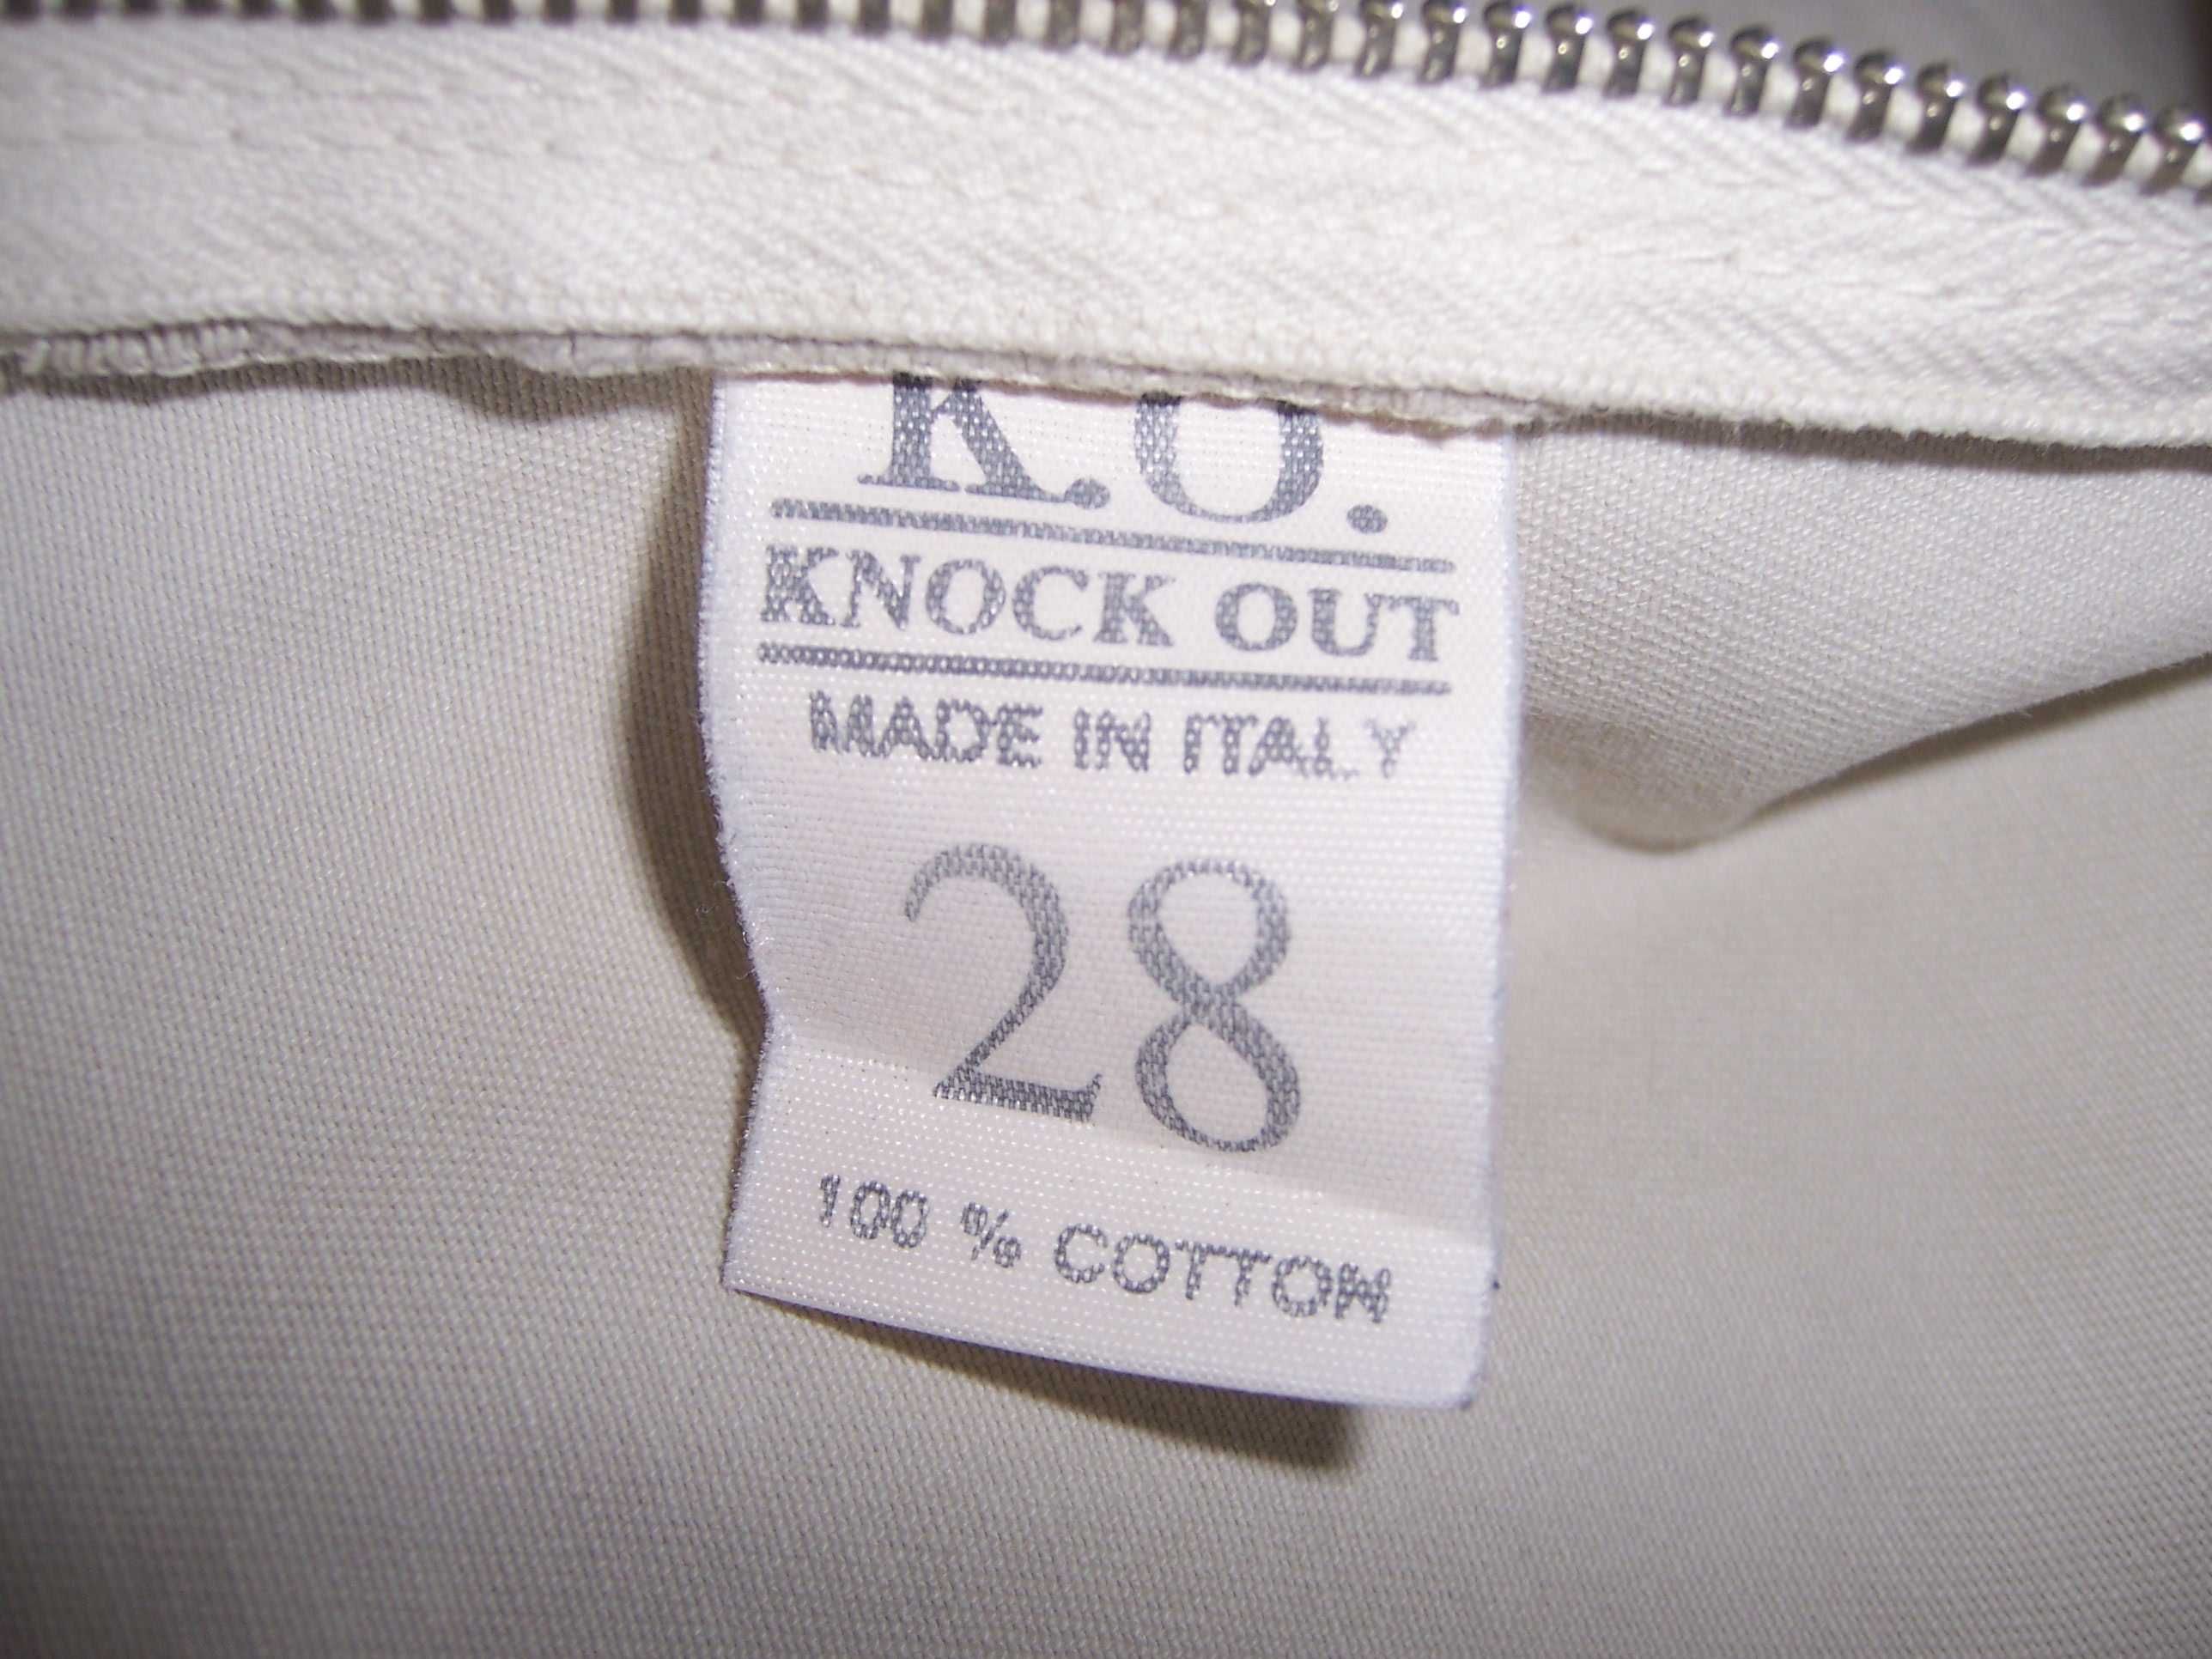 K.O.
KNOCK OUT
MADE IN ITALY
28
100 % COTTON